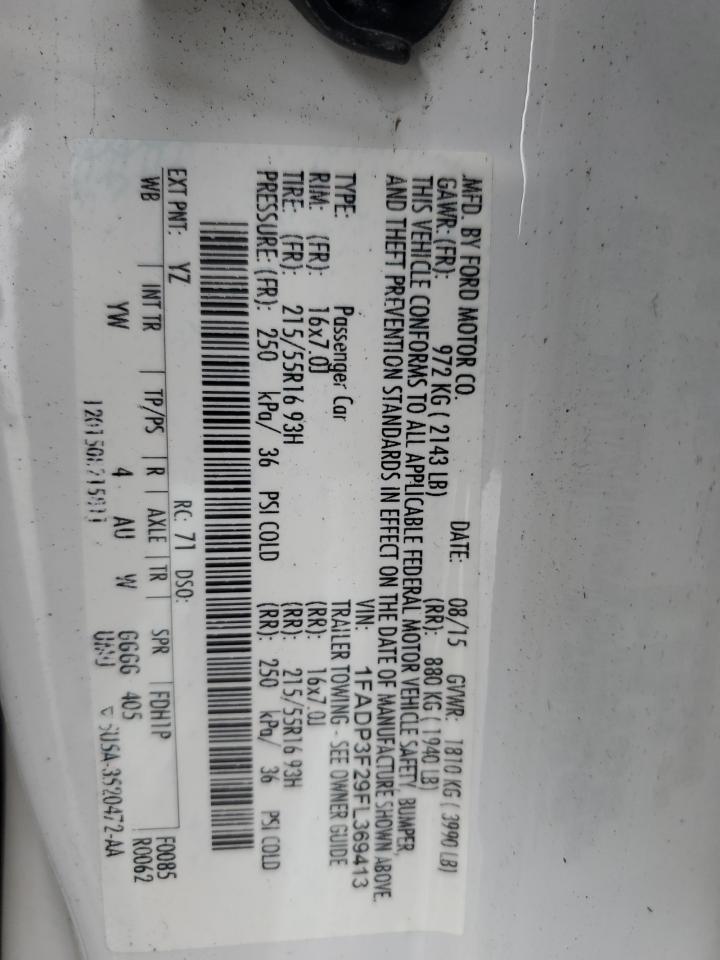 MFD. BY FORD MOTOR CO. DATE: 08/15 GVWR: 1810 KG ( 3990 LB)
GAWR: (FR): 972 KG ( 2143 LB) (RR): 880 KG ( 1940 LB)
THIS VEHICLE CONFORMS TO ALL APPLICABLE FEDERAL MOTOR VEHICLE SAFETY, BUMPER,
AND THEFT PREVENTION STANDARDS IN EFFECT ON THE DATE OF MANUFACTURE SHOWN ABOVE.
VIN: 1FADP3F29FL369413
TYPE: Passenger Car TRAILER TOWING - SEE OWNER GUIDE
RIM: (FR): 16x7.0J (RR): 16x7.0J
TIRE: (FR): 215/55R16 93H (RR): 215/55R16 93H
PRESSURE: (FR): 250 kPa/ 36 PSI COLD (RR): 250 kPa/ 36 PSI COLD
EXT PNT: YZ RC: 71 DSO: F0085
WB | INT TR | TP/PS | R | AXLE | TR | SPR FDH1P R0062
YW 4 AU W GGGG 405
5USA-3520472-AA